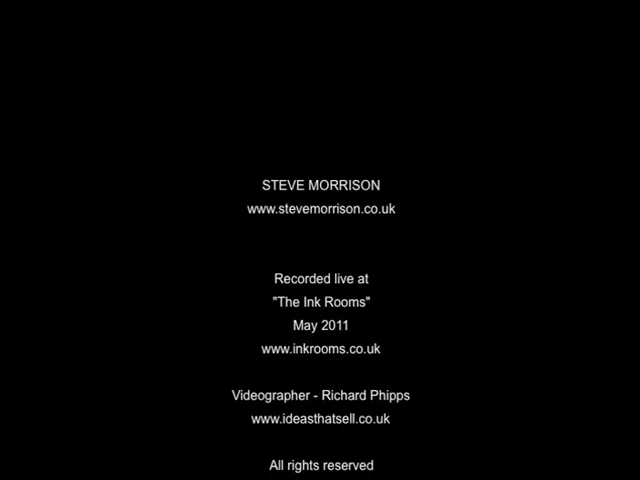 STEVE MORRISON
www.stevemorrison.co.uk
Recorded live at
"The Ink Rooms"
May 2011
www.inkrooms.co.uk
Videographer - Richard Phipps
www.ideasthatsell.co.uk
All rights reserved